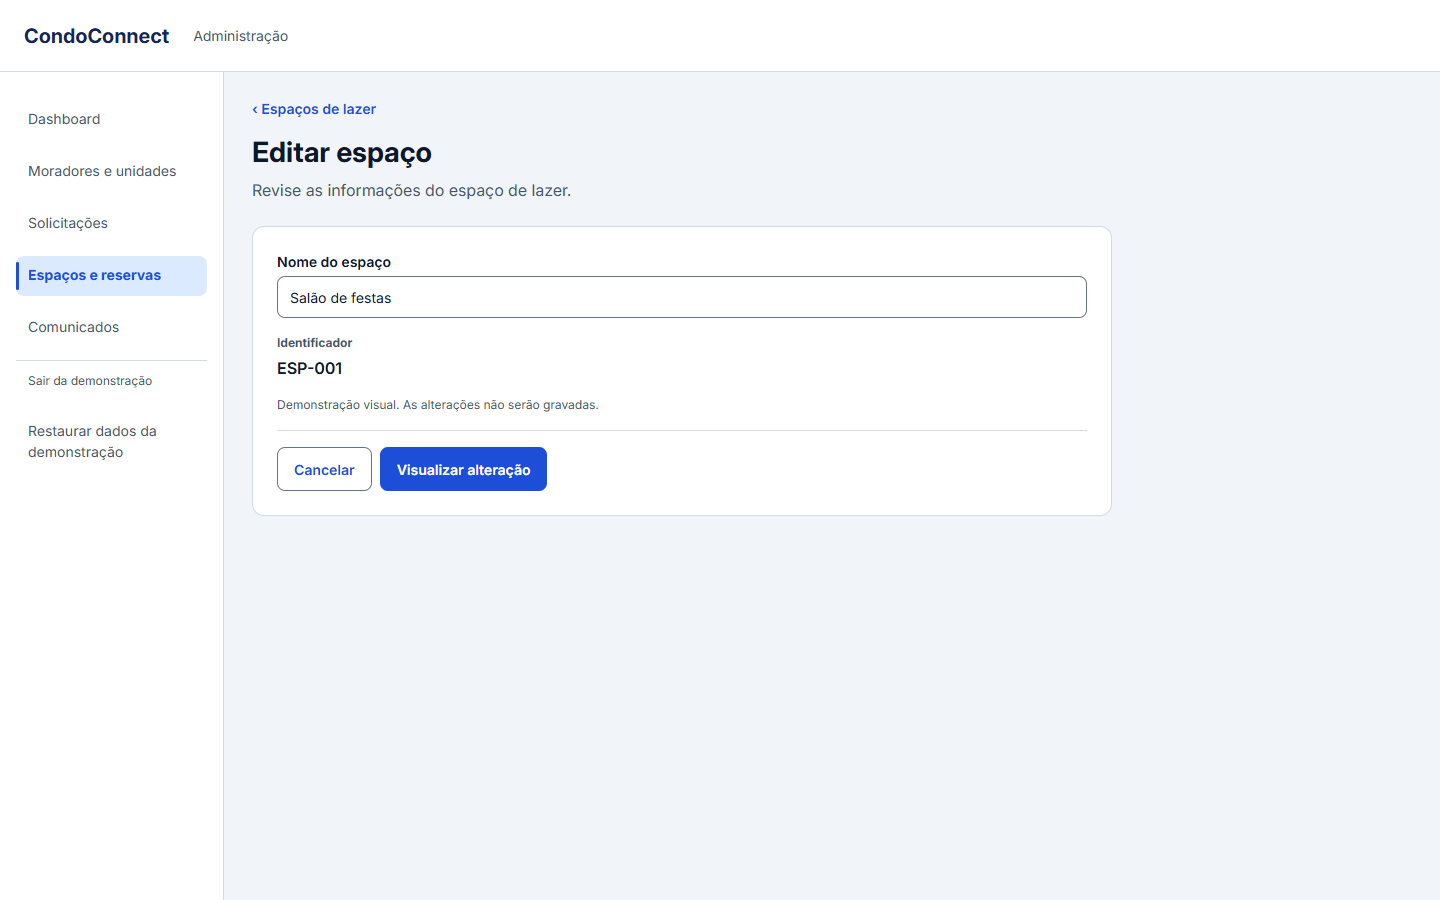 CondoConnect
Administração
Dashboard
Moradores e unidades
Solicitações
Espaços e reservas
Comunicados
Sair da demonstração
Restaurar dados da
demonstração
‹ Espaços de lazer
Editar espaço
Revise as informações do espaço de lazer.
Nome do espaço
Salão de festas
Identificador
ESP-001
Demonstração visual. As alterações não serão gravadas.
Cancelar
Visualizar alteração